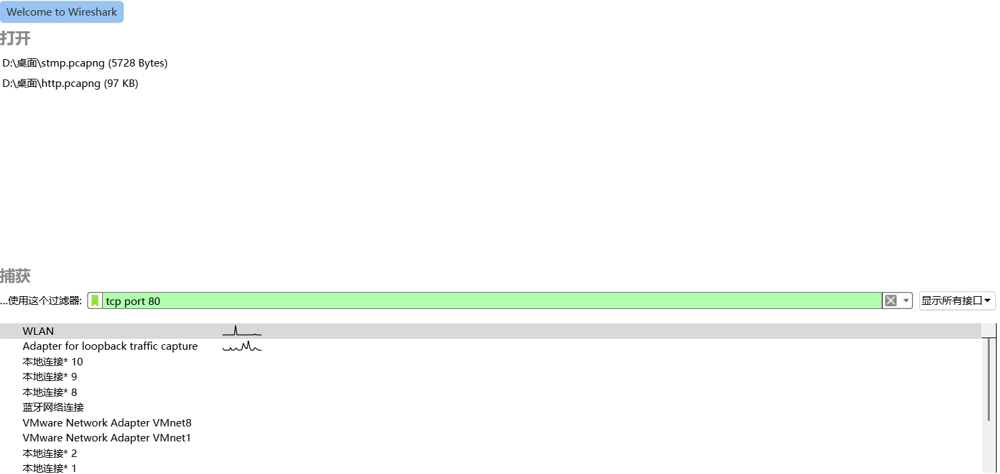 Welcome to Wireshark
打开
D:\桌面\stmp.pcapng (5728 Bytes)
D:\桌面\http.pcapng (97 KB)
捕获
…使用这个过滤器: tcp port 80 显示所有接口
WLAN
Adapter for loopback traffic capture
本地连接* 10
本地连接* 9
本地连接* 8
蓝牙网络连接
VMware Network Adapter VMnet8
VMware Network Adapter VMnet1
本地连接* 2
本地连接* 1